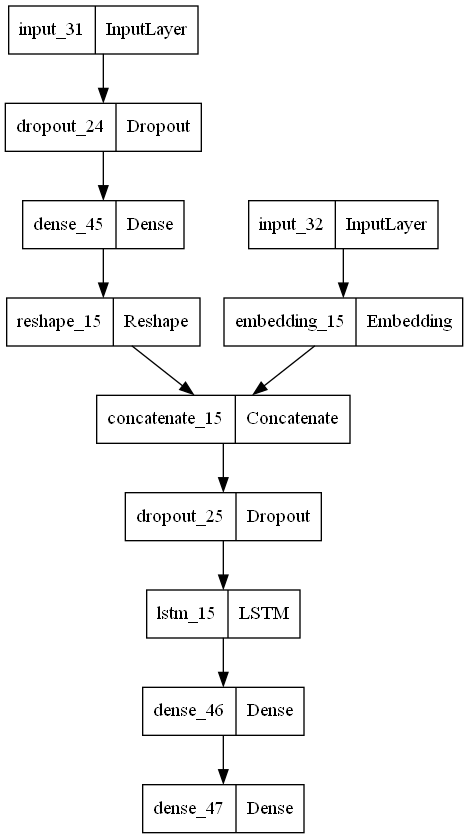 input_31 InputLayer
dropout_24 Dropout
dense_45 Dense
input_32 InputLayer
reshape_15 Reshape
embedding_15 Embedding
concatenate_15 Concatenate
dropout_25 Dropout
lstm_15 LSTM
dense_46 Dense
dense_47 Dense